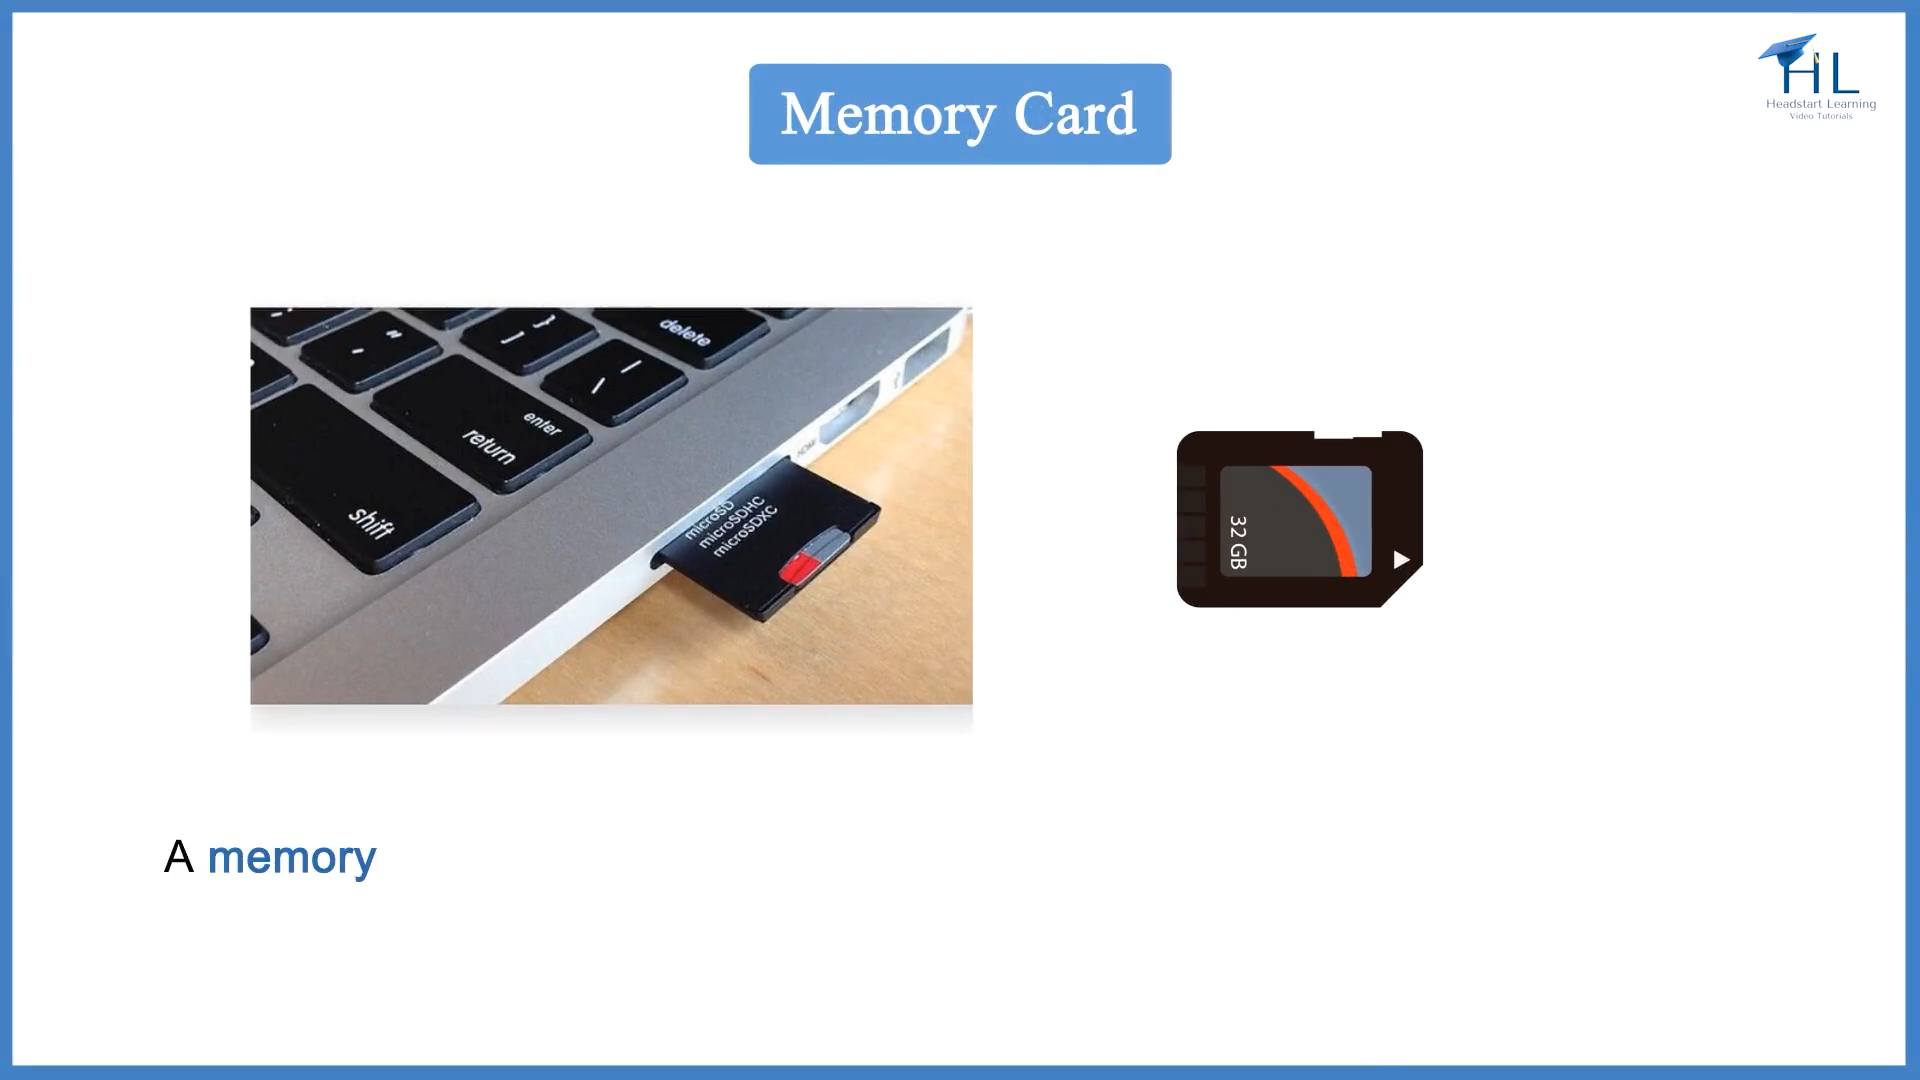 Memory Card
HL
Headstart Learning
Video Tutorials
delete
enter
return
shift
microSD
microSDHC
microSDXC
32 GB
A memory